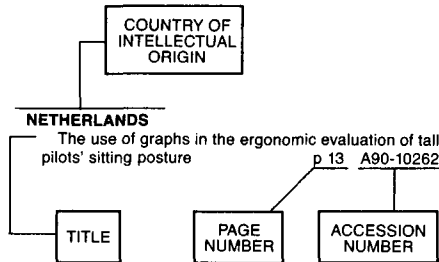 COUNTRY OF
INTELLECTUAL
ORIGIN
NETHERLANDS
The use of graphs in the ergonomic evaluation of tall
pilots' sitting posture p 13 A90-10262
TITLE
PAGE
NUMBER
ACCESSION
NUMBER